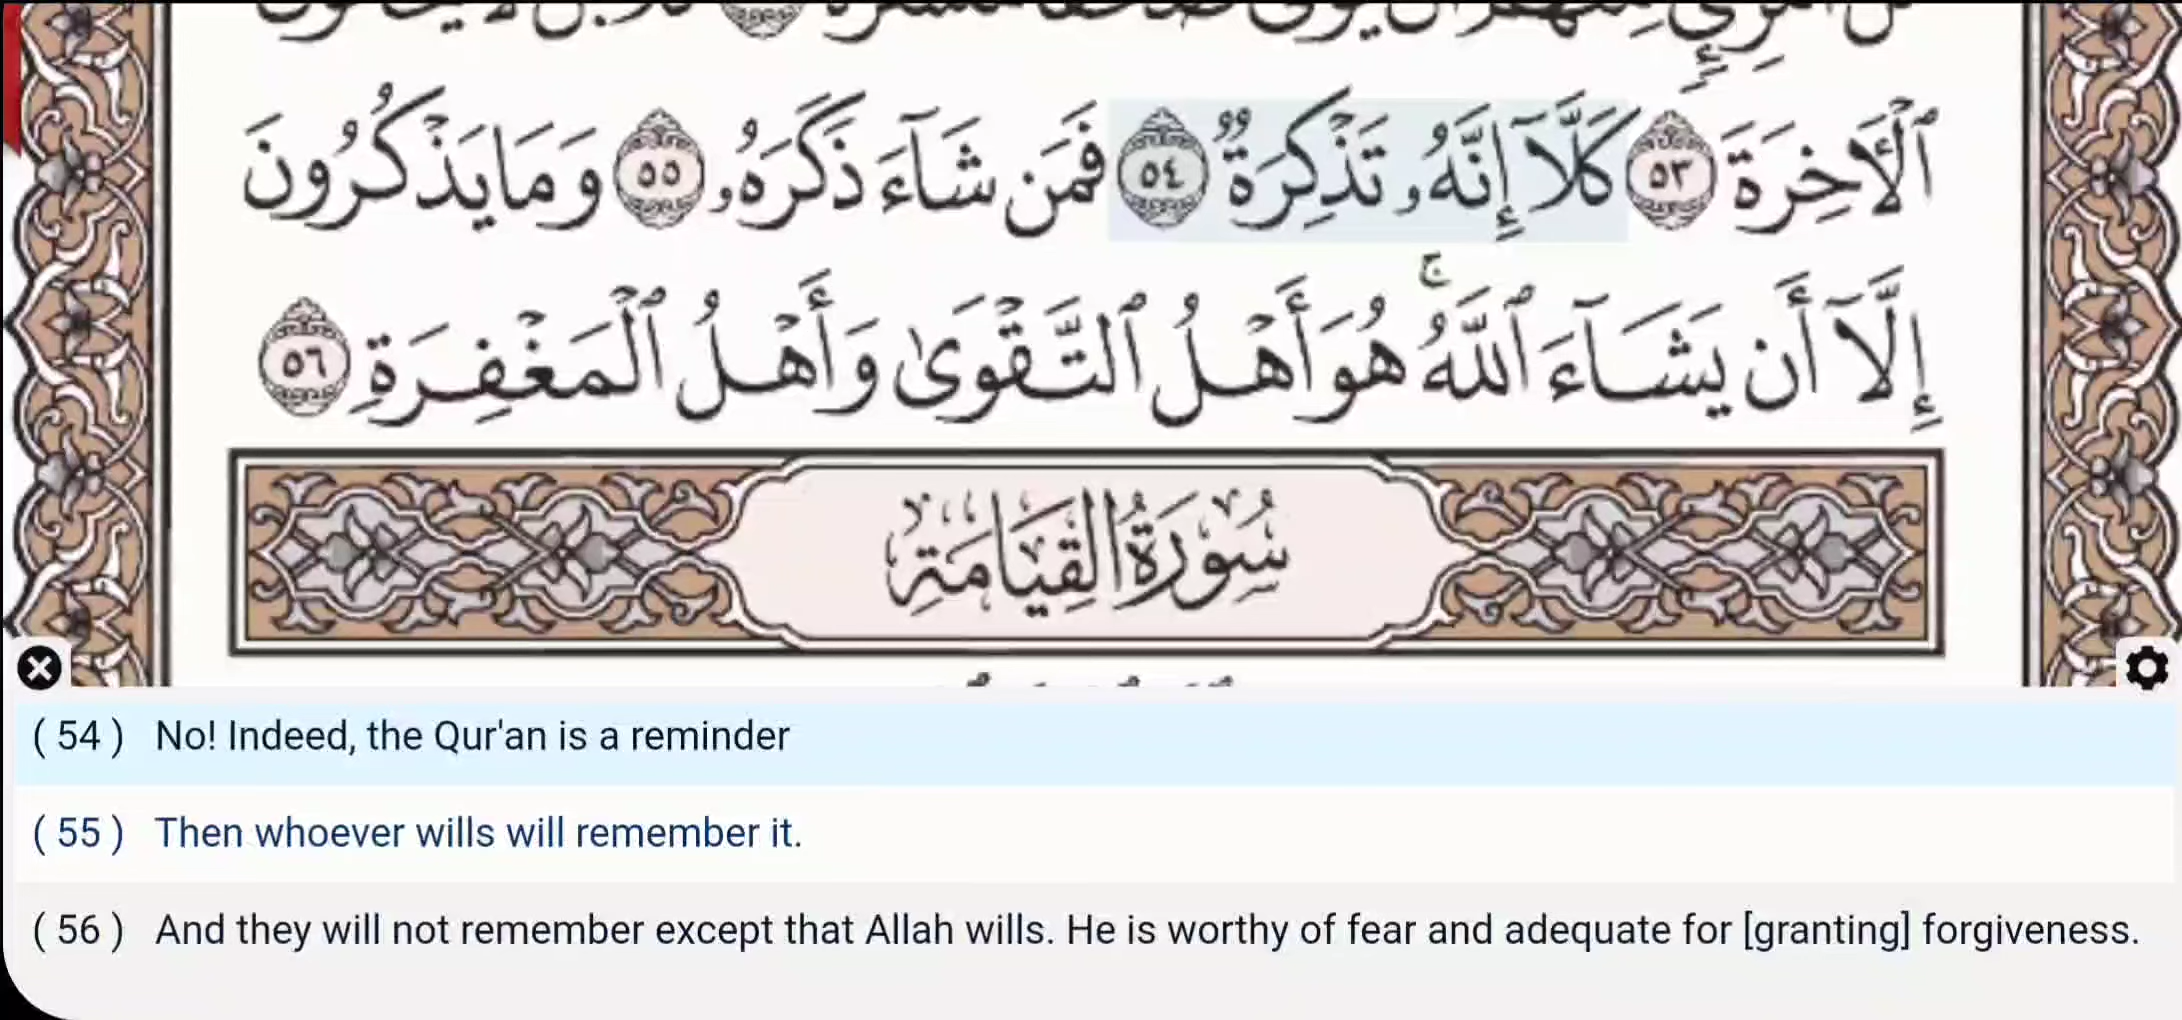 ٱلْأٓخِرَةَ ٥٣ كَلَّآ إِنَّهُۥ تَذْكِرَةٌ ٥٤ فَمَن شَآءَ ذَكَرَهُۥ ٥٥ وَمَا يَذْكُرُونَ
إِلَّآ أَن يَشَآءَ ٱللَّهُۚ هُوَ أَهْلُ ٱلتَّقْوَىٰ وَأَهْلُ ٱلْمَغْفِرَةِ ٥٦
سُورَةُ القِيَامَةِ
( 54 ) No! Indeed, the Qur'an is a reminder
( 55 ) Then whoever wills will remember it.
( 56 ) And they will not remember except that Allah wills. He is worthy of fear and adequate for [granting] forgiveness.